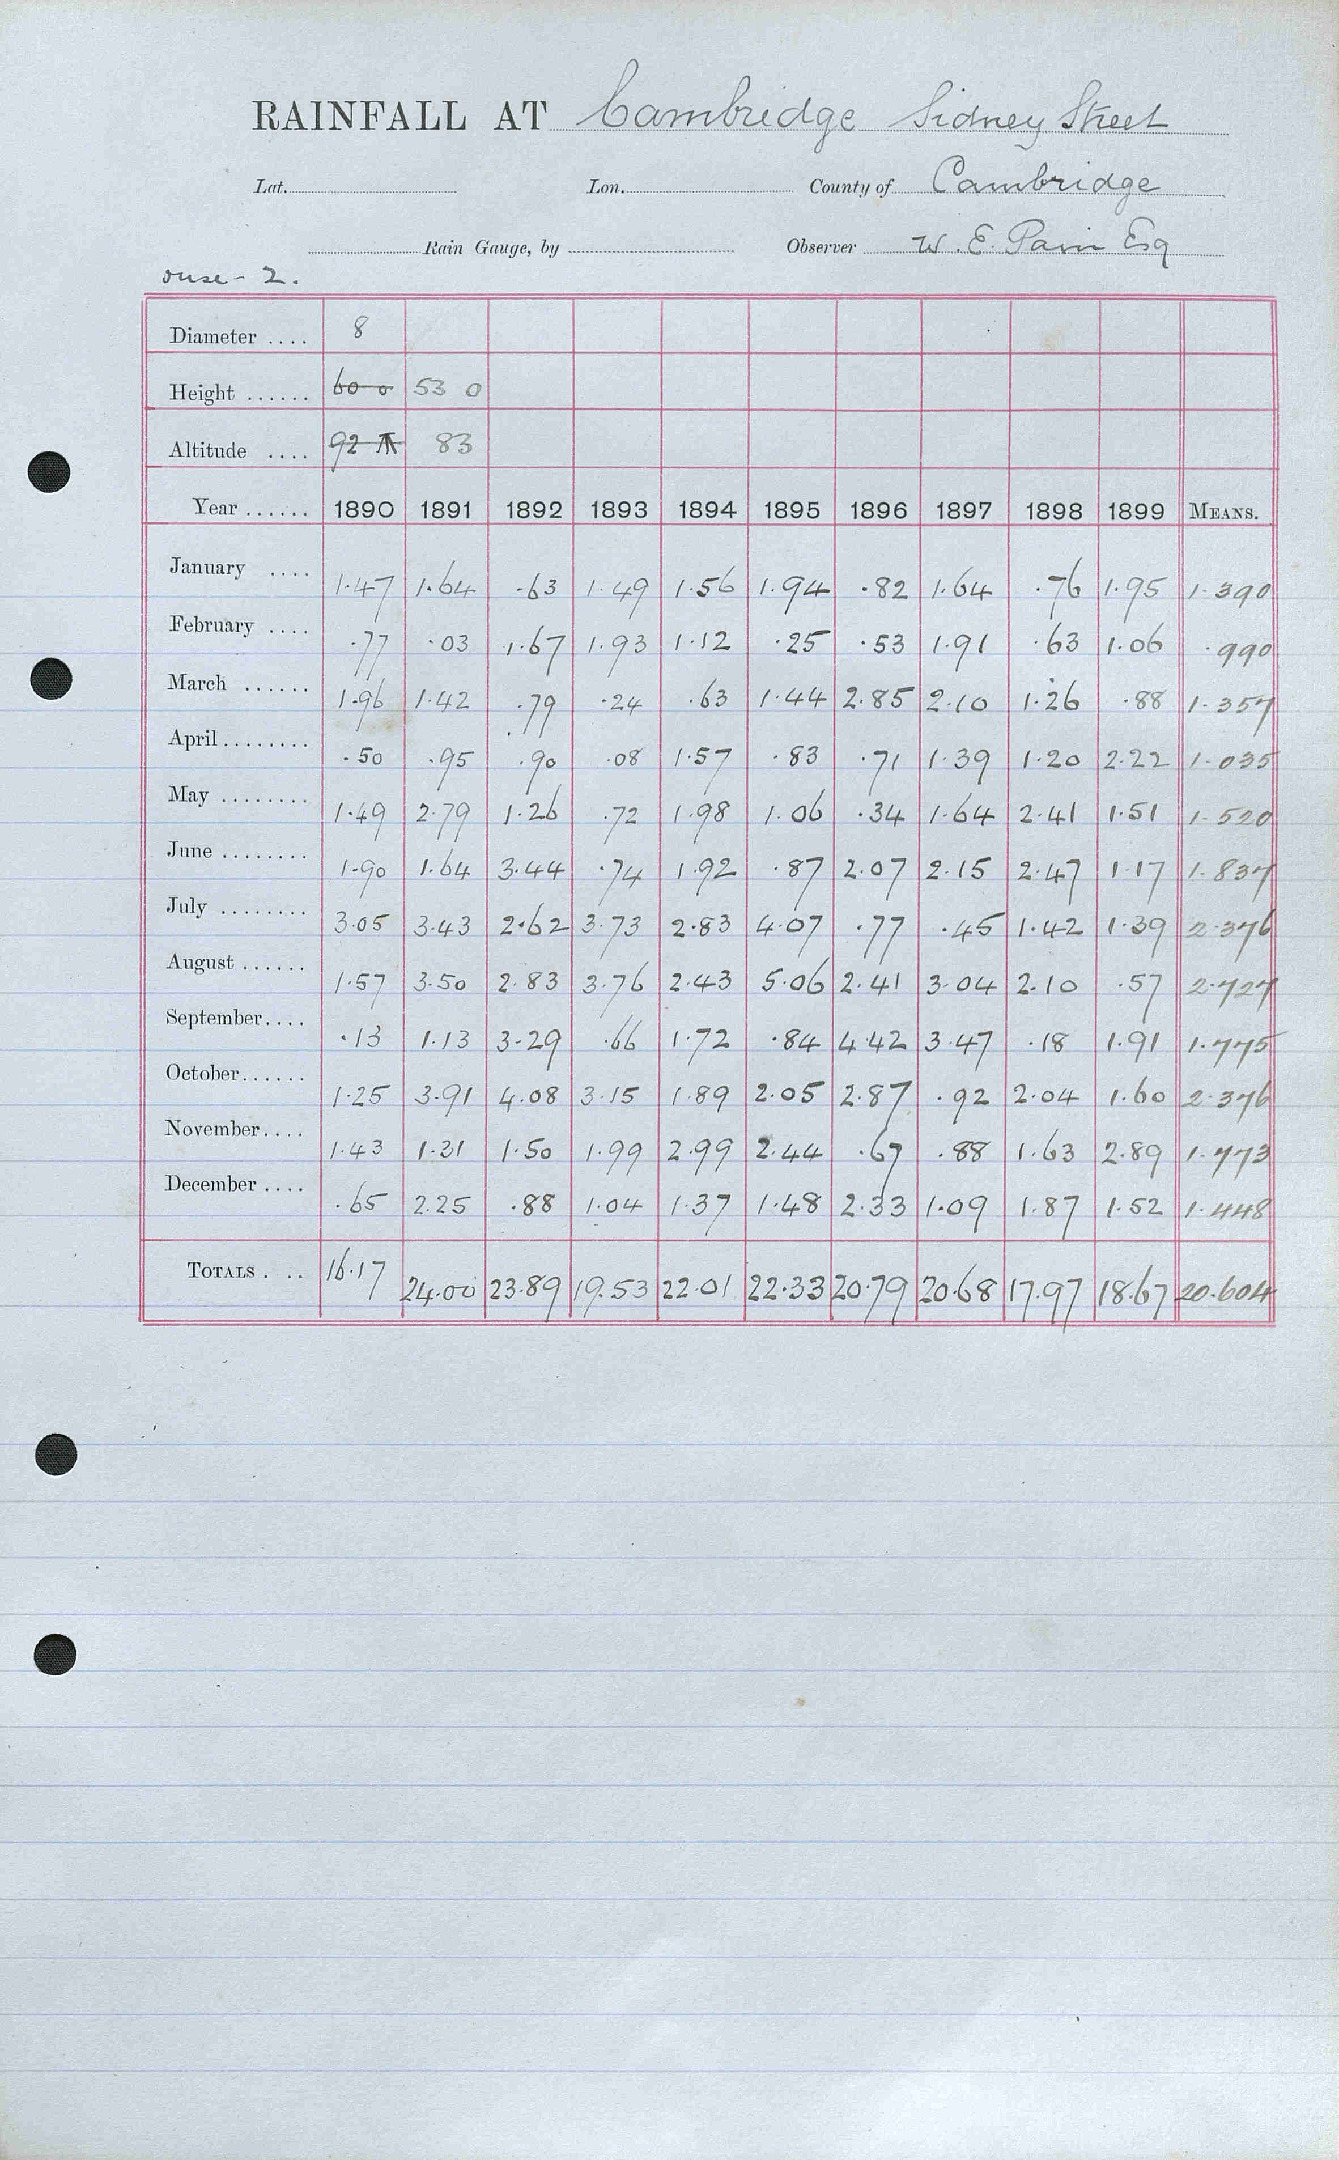 RAINFALL AT Cambridge Sidney Street
Lat. Lon. County of Cambridge
Rain Gauge, by Observer W. E. Pain Esq
Ouse - 2.
Diameter .... 8
Height ...... 60 0 53 0
Altitude .... 92 83
Year ...... 1890 1891 1892 1893 1894 1895 1896 1897 1898 1899 MEANS.
January .... 1.47 1.64 .63 1.49 1.56 1.94 .82 1.64 .76 1.95 1.390
February .... .77 .03 1.67 1.93 1.12 .25 .53 1.91 .63 1.06 .990
March ...... 1.96 1.42 .79 .24 .63 1.44 2.85 2.10 1.26 .88 1.357
April ........ .50 .95 .90 .08 1.57 .83 .71 1.39 1.20 2.22 1.035
May ........ 1.49 2.79 1.26 .72 1.98 1.06 .34 1.64 2.41 1.51 1.520
June ........ 1.90 1.64 3.44 .74 1.92 .87 2.07 2.15 2.47 1.17 1.837
July ........ 3.05 3.43 2.62 3.73 2.83 4.07 .77 .45 1.42 1.39 2.376
August ...... 1.57 3.50 2.83 3.76 2.43 5.06 2.41 3.04 2.10 .57 2.727
September .... .13 1.13 3.29 .66 1.72 .84 4.42 3.47 .18 1.91 1.775
October ...... 1.25 3.91 4.08 3.15 1.89 2.05 2.87 .92 2.04 1.60 2.376
November .... 1.43 1.31 1.50 1.99 2.99 2.44 .67 .88 1.63 2.89 1.773
December .... .65 2.25 .88 1.04 1.37 1.48 2.33 1.09 1.87 1.52 1.448
TOTALS . .. 16.17 24.00 23.89 19.53 22.01 22.33 20.79 20.68 17.97 18.67 20.604